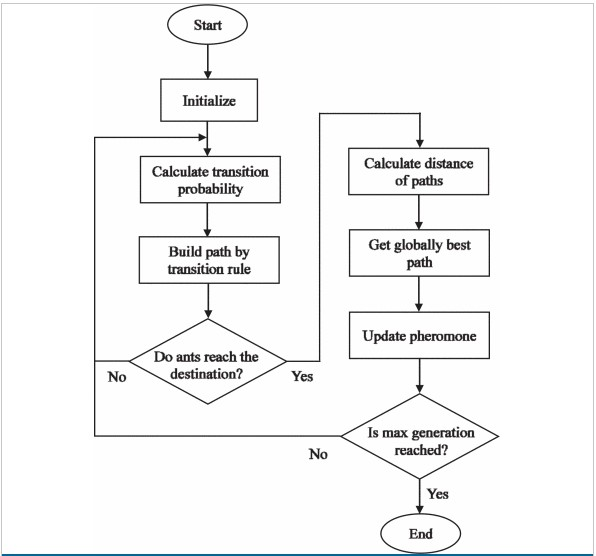 Start
Initialize
Calculate transition
probability
Build path by
transition rule
Do ants reach the
destination?
No
Yes
Calculate distance
of paths
Get globally best
path
Update pheromone
Is max generation
reached?
No
Yes
End